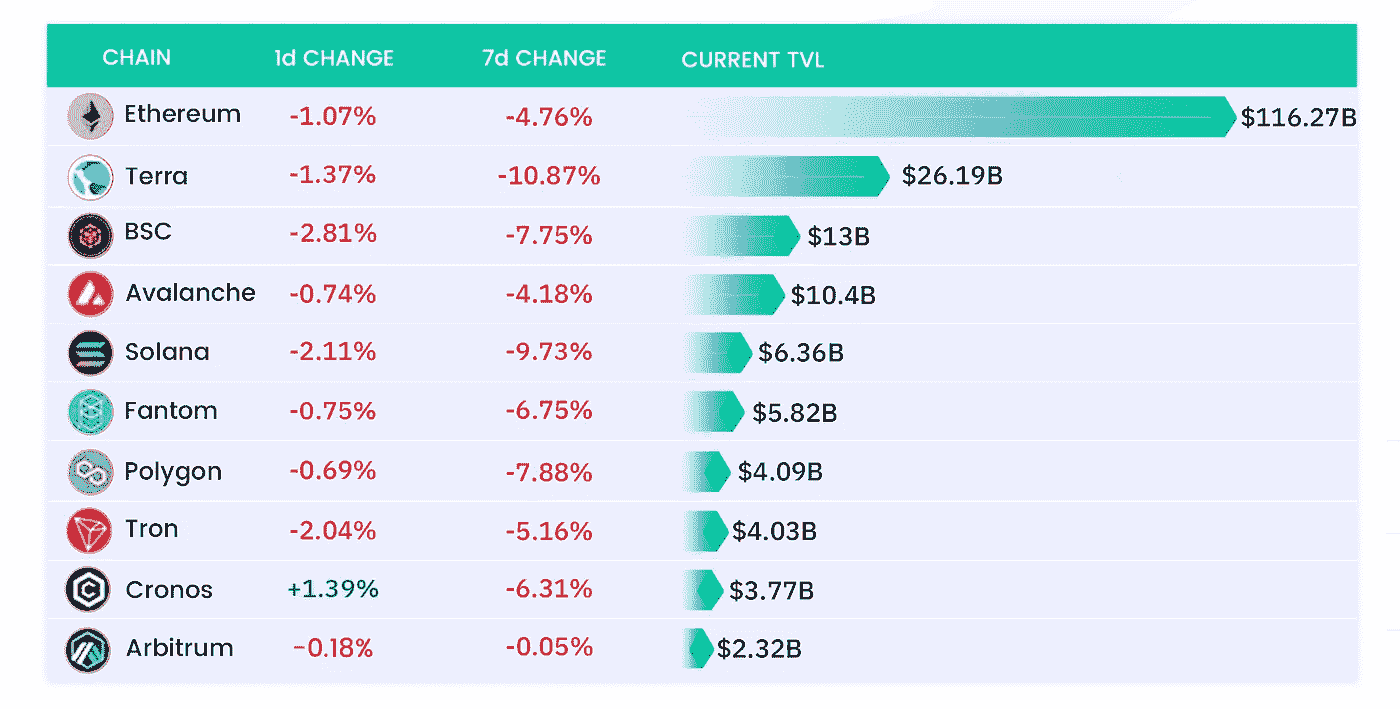 CHAIN 1d CHANGE 7d CHANGE CURRENT TVL
Ethereum -1.07% -4.76% $116.27B
Terra -1.37% -10.87% $26.19B
BSC -2.81% -7.75% $13B
Avalanche -0.74% -4.18% $10.4B
Solana -2.11% -9.73% $6.36B
Fantom -0.75% -6.75% $5.82B
Polygon -0.69% -7.88% $4.09B
Tron -2.04% -5.16% $4.03B
Cronos +1.39% -6.31% $3.77B
Arbitrum -0.18% -0.05% $2.32B